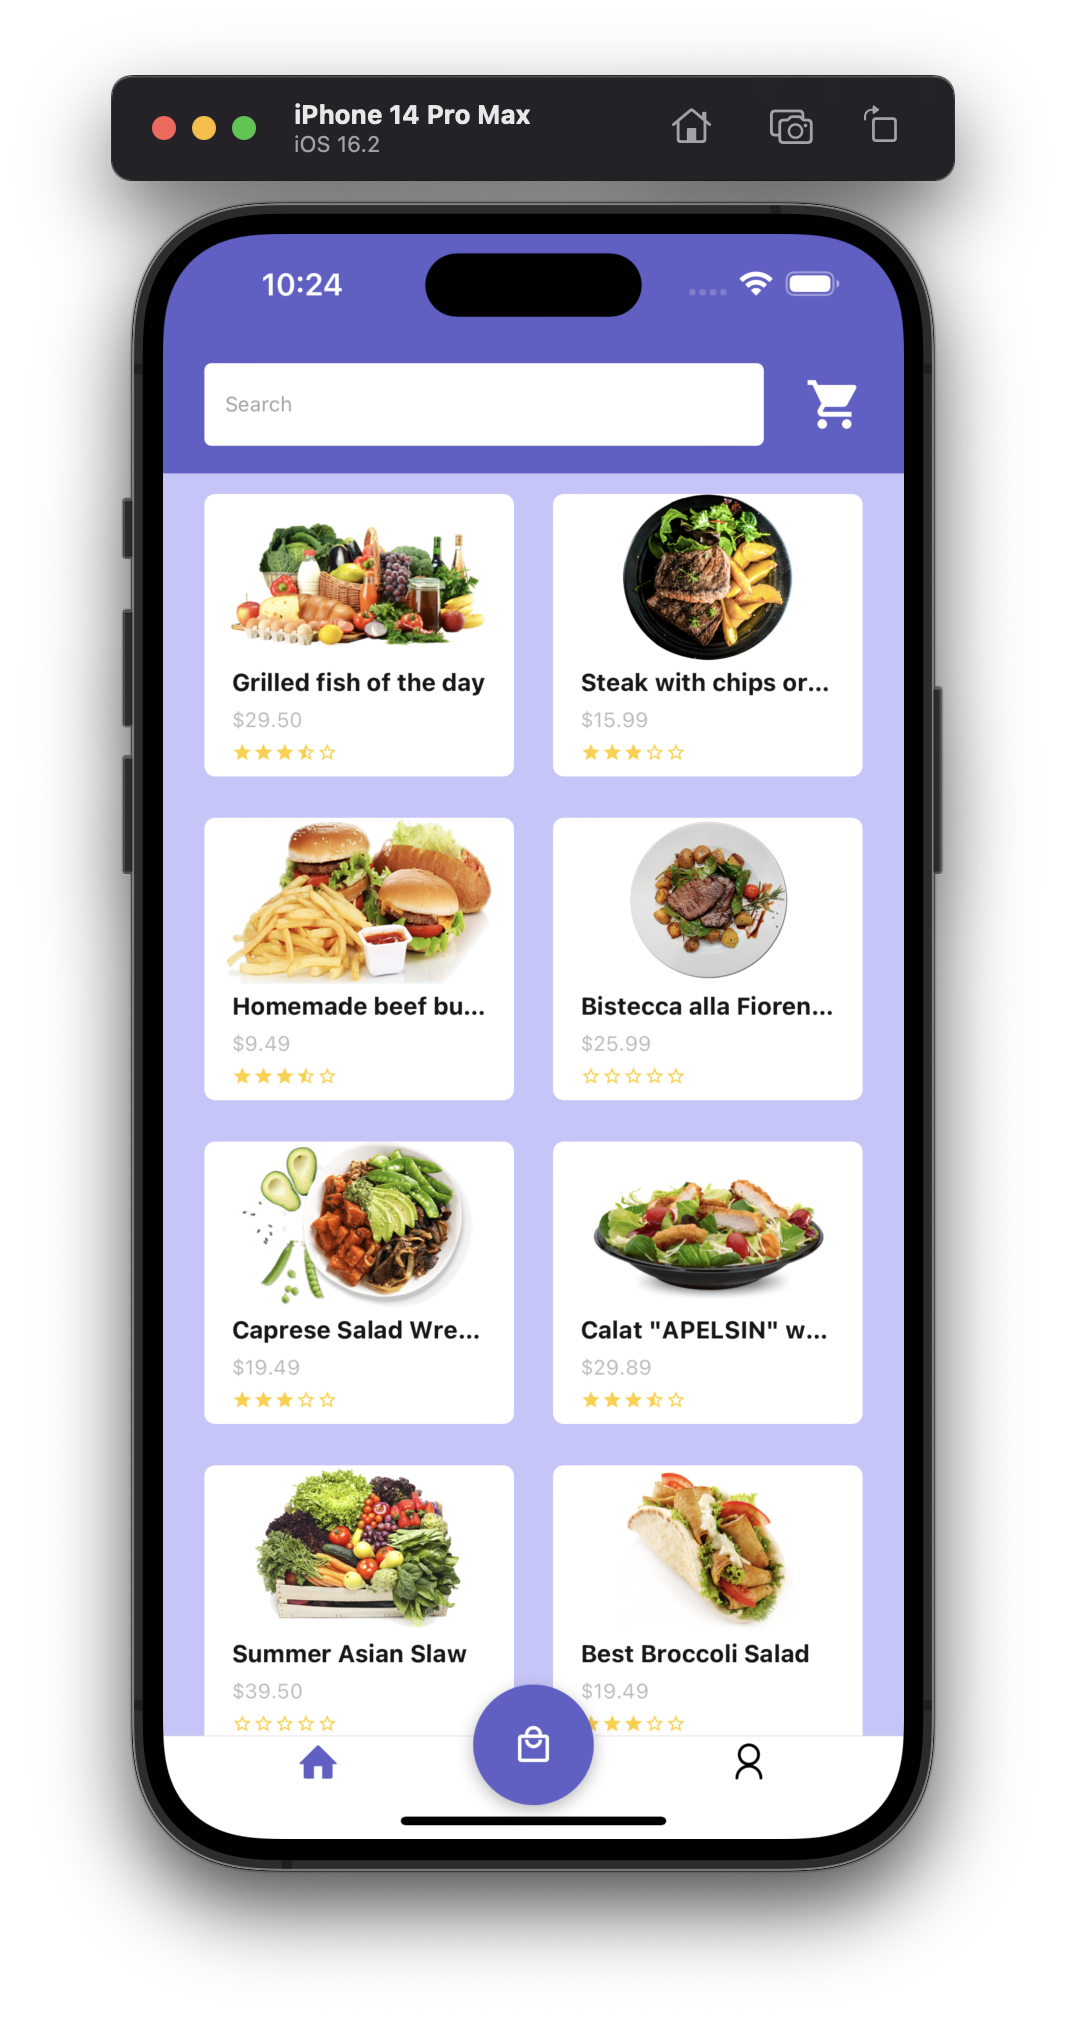 iPhone 14 Pro Max
iOS 16.2
10:24
Search
Grilled fish of the day
$29.50
Steak with chips or...
$15.99
Homemade beef bu...
$9.49
Bistecca alla Fioren...
$25.99
Caprese Salad Wre...
$19.49
Calat "APELSIN" w...
$29.89
Summer Asian Slaw
$39.50
Best Broccoli Salad
$19.49